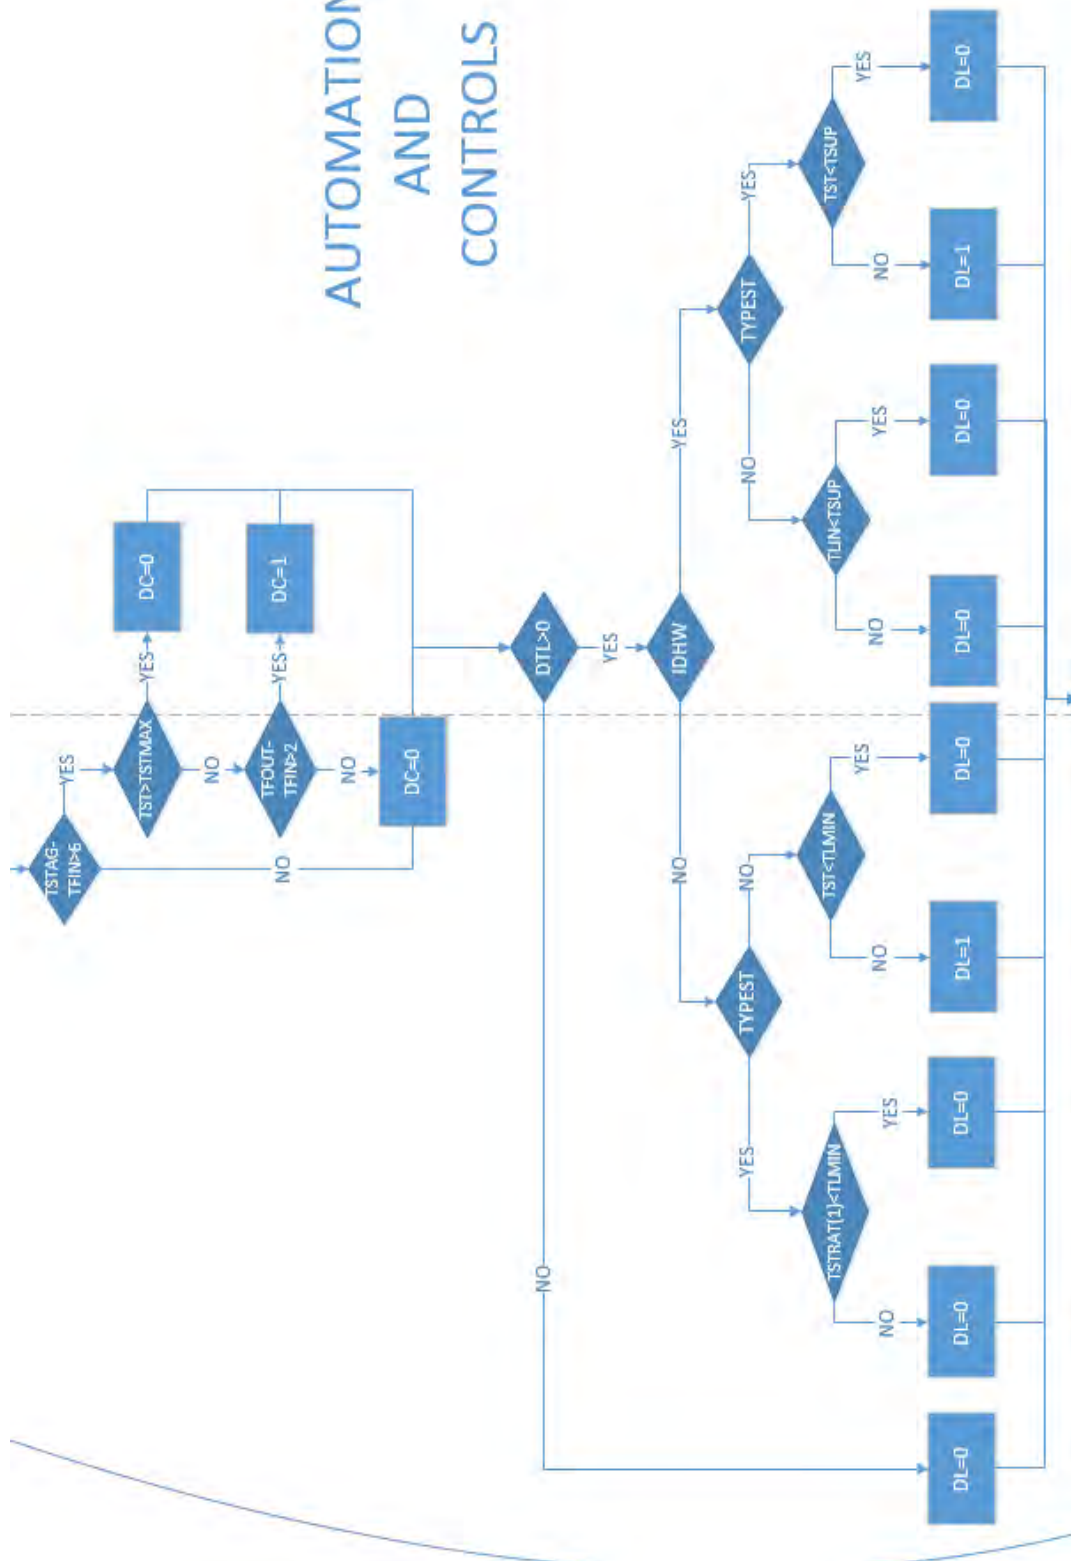 AUTOMATION
AND
CONTROLS
TSTAG-
TFIN>6
YES
NO
TST>TSTMAX
YES
DC=0
NO
TFOUT-
TFIN>2
YES
DC=1
NO
DC=0
DTL>0
NO
YES
IDHW
NO
YES
TYPEST
YES
NO
TYPEST
NO
YES
TSTRAT(1)<TLMIN
NO
YES
TST<TLMIN
NO
YES
TLIN<TSUP
NO
YES
TST<TSUP
NO
YES
DL=0
DL=0
DL=0
DL=1
DL=0
DL=0
DL=0
DL=1
DL=0